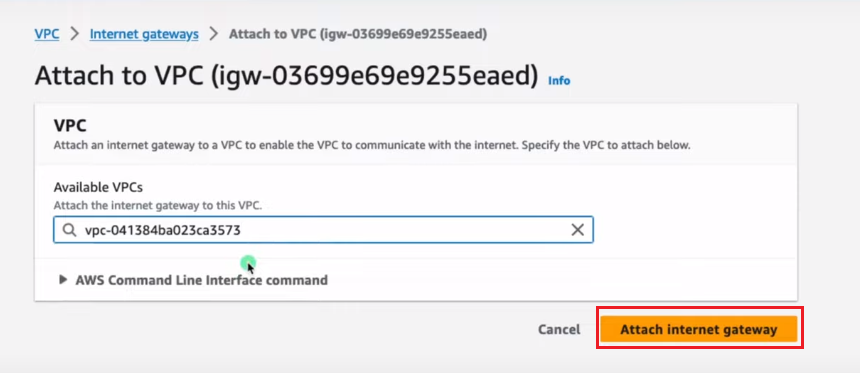 VPC > Internet gateways > Attach to VPC (igw-03699e69e9255eaed)
Attach to VPC (igw-03699e69e9255eaed) Info
VPC
Attach an internet gateway to a VPC to enable the VPC to communicate with the internet. Specify the VPC to attach below.
Available VPCs
Attach the internet gateway to this VPC.
vpc-041384ba023ca3573
AWS Command Line Interface command
Cancel Attach internet gateway